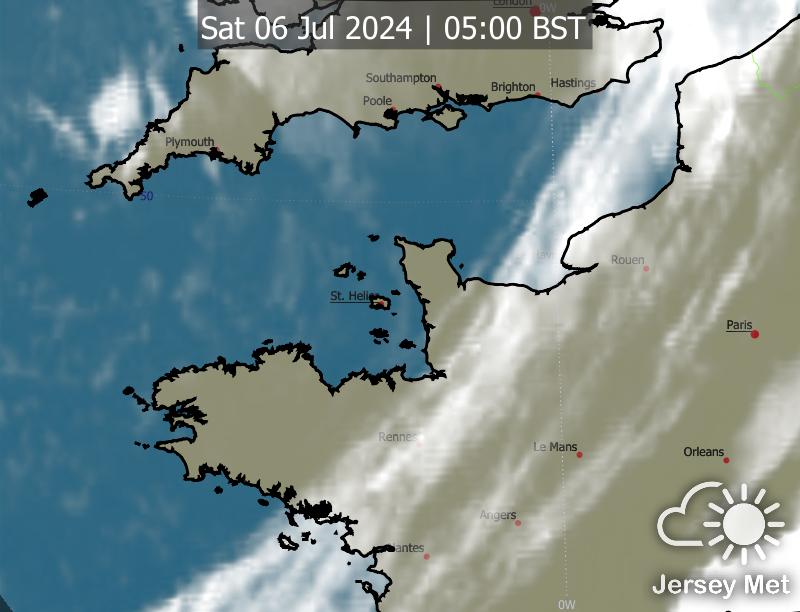 London
0W
Sat 06 Jul 2024 | 05:00 BST
Southampton
Brighton
Hastings
Poole
Plymouth
50
Rouen
St. Helier
Paris
Rennes
Le Mans
Orleans
Angers
Nantes
Jersey Met
0W